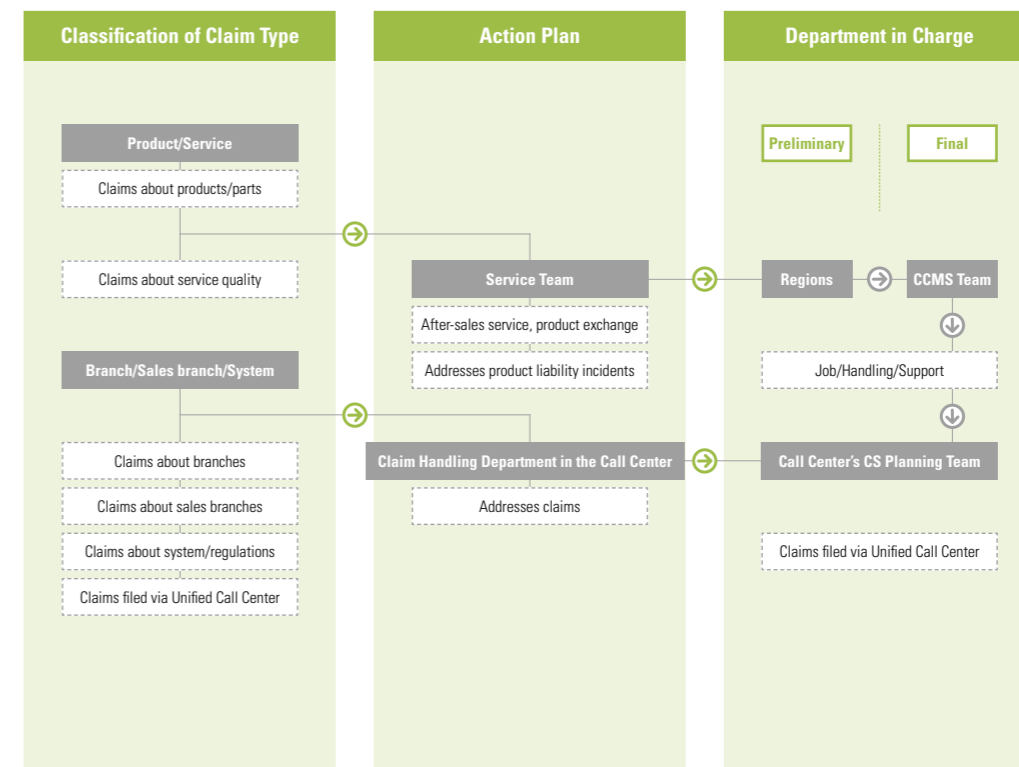 Classification of Claim Type
Product/Service
Claims about products/parts
Claims about service quality
Branch/Sales branch/System
Claims about branches
Claims about sales branches
Claims about system/regulations
Claims filed via Unified Call Center
Action Plan
Service Team
After-sales service, product exchange
Addresses product liability incidents
Claim Handling Department in the Call Center
Addresses claims
Department in Charge
Preliminary
Final
Regions
CCMS Team
Job/Handling/Support
Call Center's CS Planning Team
Claims filed via Unified Call Center